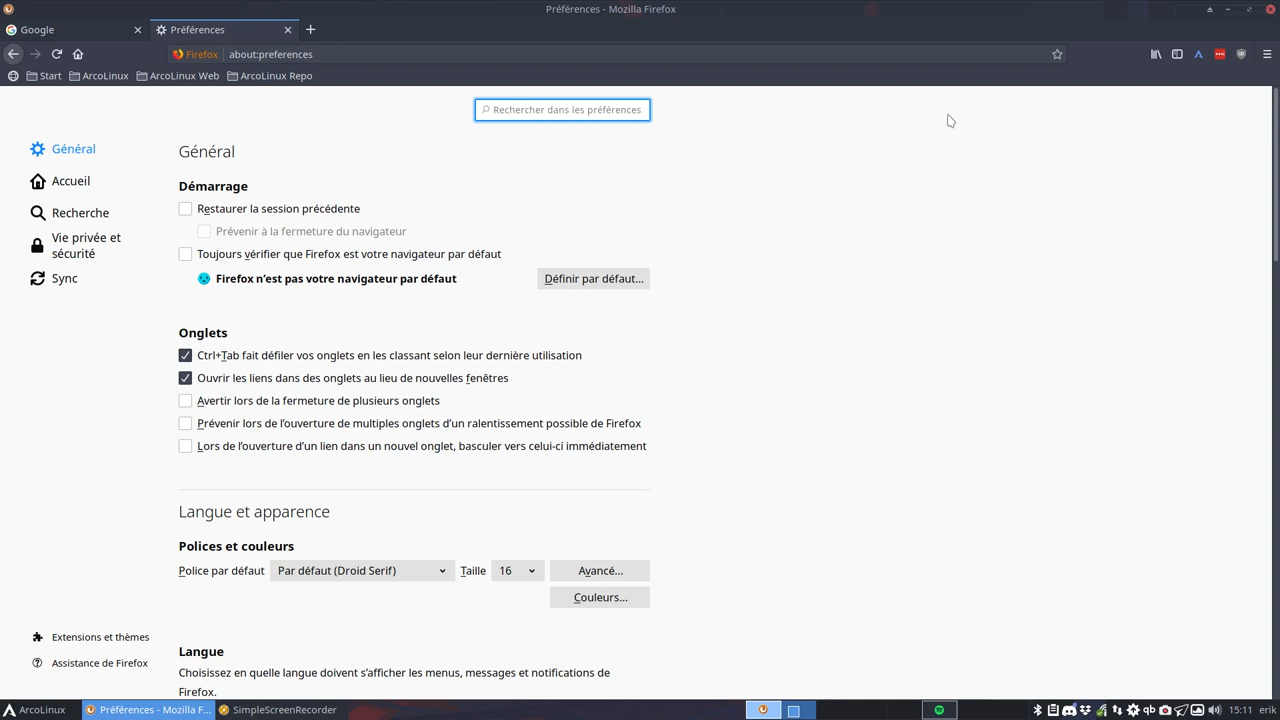 Préférences - Mozilla Firefox
Google
Préférences
Firefox
about:preferences
Start
ArcoLinux
ArcoLinux Web
ArcoLinux Repo
Rechercher dans les préférences
Général
Accueil
Recherche
Vie privée et
sécurité
Sync
Général
Démarrage
Restaurer la session précédente
Prévenir à la fermeture du navigateur
Toujours vérifier que Firefox est votre navigateur par défaut
Firefox n’est pas votre navigateur par défaut
Définir par défaut…
Onglets
Ctrl+Tab fait défiler vos onglets en les classant selon leur dernière utilisation
Ouvrir les liens dans des onglets au lieu de nouvelles fenêtres
Avertir lors de la fermeture de plusieurs onglets
Prévenir lors de l’ouverture de multiples onglets d’un ralentissement possible de Firefox
Lors de l’ouverture d’un lien dans un nouvel onglet, basculer vers celui-ci immédiatement
Langue et apparence
Polices et couleurs
Police par défaut
Par défaut (Droid Serif)
Taille
16
Avancé…
Couleurs…
Langue
Choisissez en quelle langue doivent s’afficher les menus, messages et notifications de
Firefox.
Extensions et thèmes
Assistance de Firefox
ArcoLinux
Préférences - Mozilla F...
SimpleScreenRecorder
qb
15:11
erik